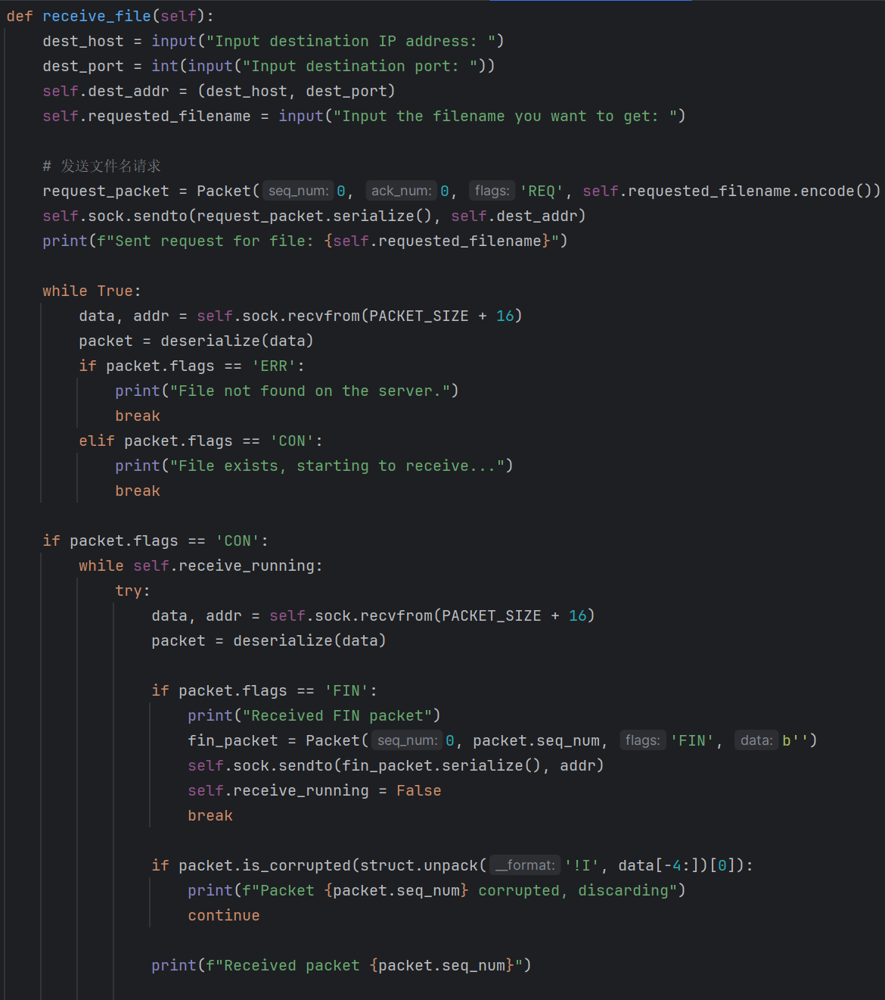 def receive_file(self):
    dest_host = input("Input destination IP address: ")
    dest_port = int(input("Input destination port: "))
    self.dest_addr = (dest_host, dest_port)
    self.requested_filename = input("Input the filename you want to get: ")

    # 发送文件名请求
    request_packet = Packet( seq_num: 0, ack_num: 0, flags: 'REQ', self.requested_filename.encode())
    self.sock.sendto(request_packet.serialize(), self.dest_addr)
    print(f"Sent request for file: {self.requested_filename}")

    while True:
        data, addr = self.sock.recvfrom(PACKET_SIZE + 16)
        packet = deserialize(data)
        if packet.flags == 'ERR':
            print("File not found on the server.")
            break
        elif packet.flags == 'CON':
            print("File exists, starting to receive...")
            break

    if packet.flags == 'CON':
        while self.receive_running:
            try:
                data, addr = self.sock.recvfrom(PACKET_SIZE + 16)
                packet = deserialize(data)

                if packet.flags == 'FIN':
                    print("Received FIN packet")
                    fin_packet = Packet( seq_num: 0, packet.seq_num, flags: 'FIN', data: b'')
                    self.sock.sendto(fin_packet.serialize(), addr)
                    self.receive_running = False
                    break

                if packet.is_corrupted(struct.unpack( __format: '!I', data[-4:])[0]):
                    print(f"Packet {packet.seq_num} corrupted, discarding")
                    continue

                print(f"Received packet {packet.seq_num}")